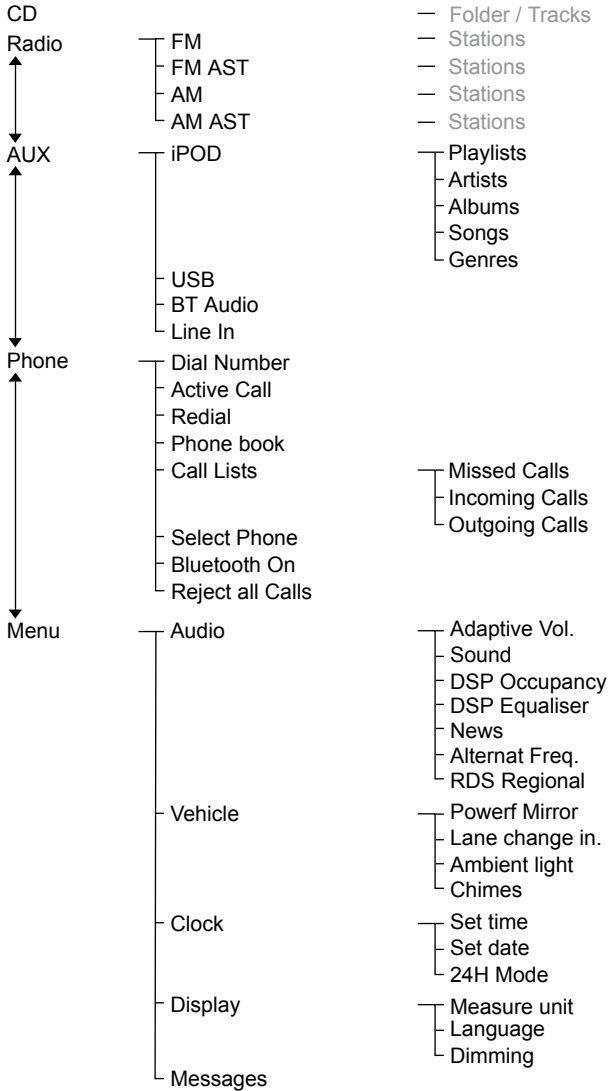 CD — Folder / Tracks
Radio FM — Stations
FM AST — Stations
AM — Stations
AM AST — Stations
AUX iPOD Playlists
Artists
Albums
Songs
Genres
USB
BT Audio
Line In
Phone Dial Number
Active Call
Redial
Phone book
Call Lists Missed Calls
Incoming Calls
Outgoing Calls
Select Phone
Bluetooth On
Reject all Calls
Menu Audio Adaptive Vol.
Sound
DSP Occupancy
DSP Equaliser
News
Alternat Freq.
RDS Regional
Vehicle Powerf Mirror
Lane change in.
Ambient light
Chimes
Clock Set time
Set date
24H Mode
Display Measure unit
Language
Dimming
Messages